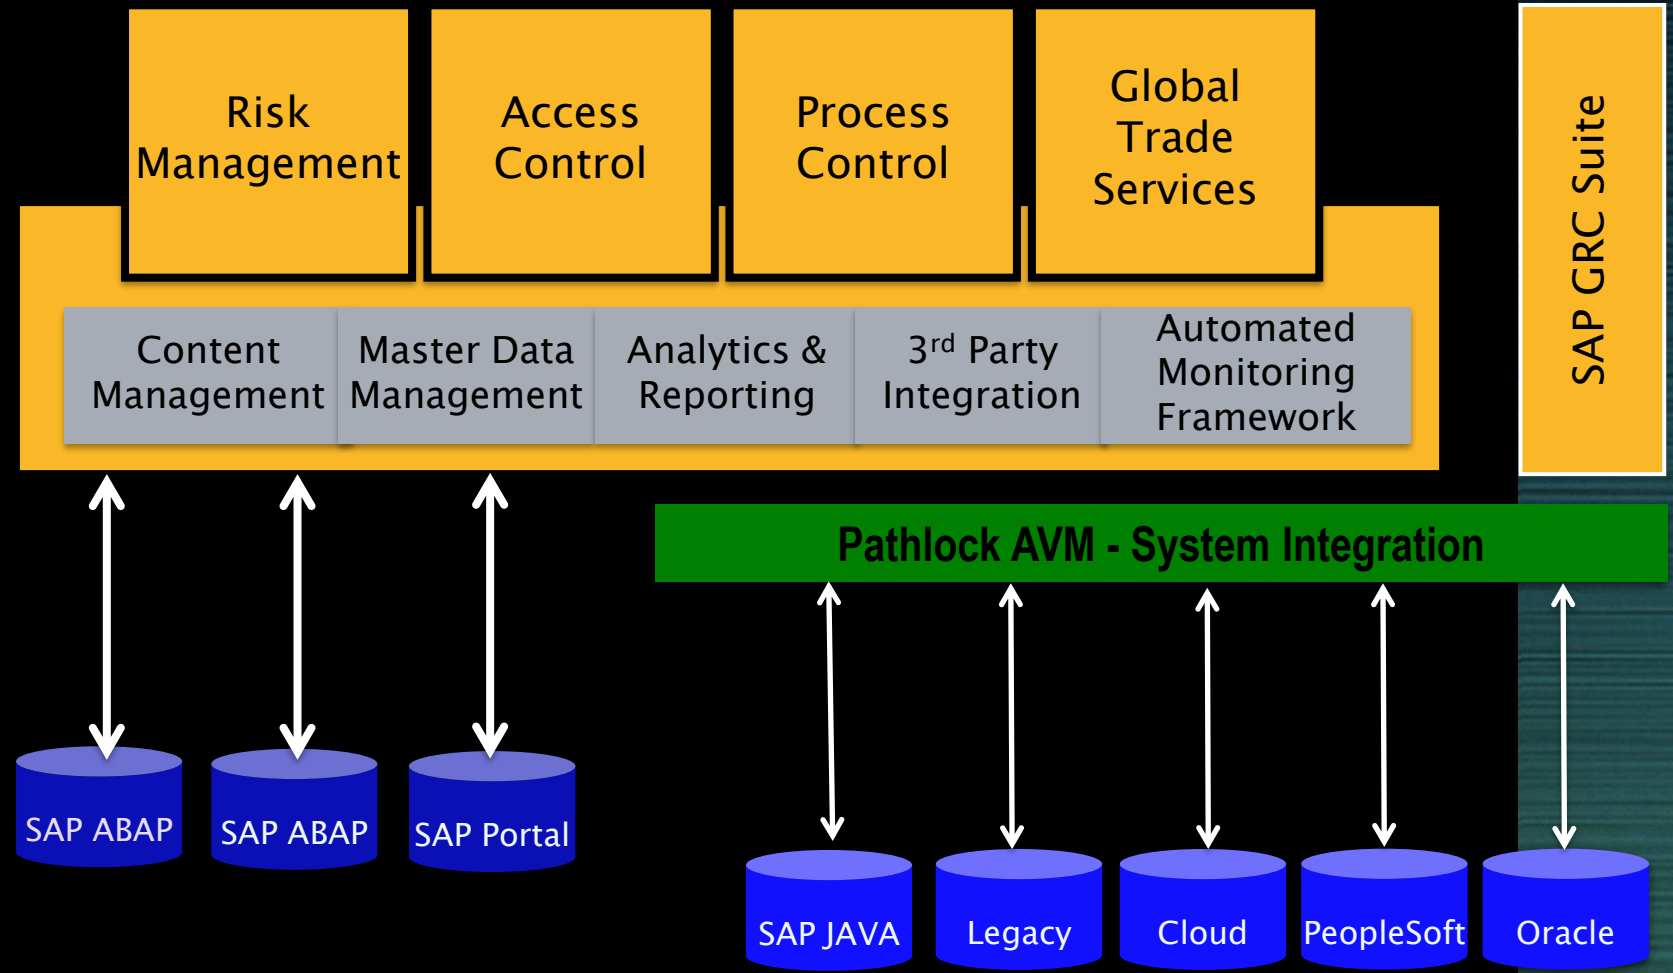 Risk
Management
Access
Control
Process
Control
Global
Trade
Services
SAP GRC Suite
Content
Management
Master Data
Management
Analytics &
Reporting
3rd Party
Integration
Automated
Monitoring
Framework
Pathlock AVM - System Integration
SAP ABAP
SAP ABAP
SAP Portal
SAP JAVA
Legacy
Cloud
PeopleSoft
Oracle